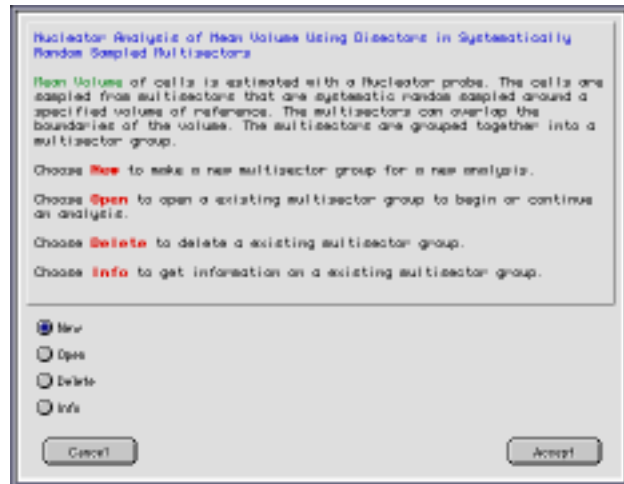 Nucleator Analysis of Mean Volume Using Disectors in Systematically
Random Sampled Multisectors
Mean Volume of cells is estimated with a Nucleator probe. The cells are
sampled from multisectors that are systematic random sampled around a
specified volume of reference. The multisectors can overlap the
boundaries of the volume. The multisectors are grouped together into a
multisector group.
Choose New to make a new multisector group for a new analysis.
Choose Open to open a existing multisector group to begin or continue
an analysis.
Choose Delete to delete a existing multisector group.
Choose Info to get information on a existing multisector group.
New
Open
Delete
Info
Cancel
Accept